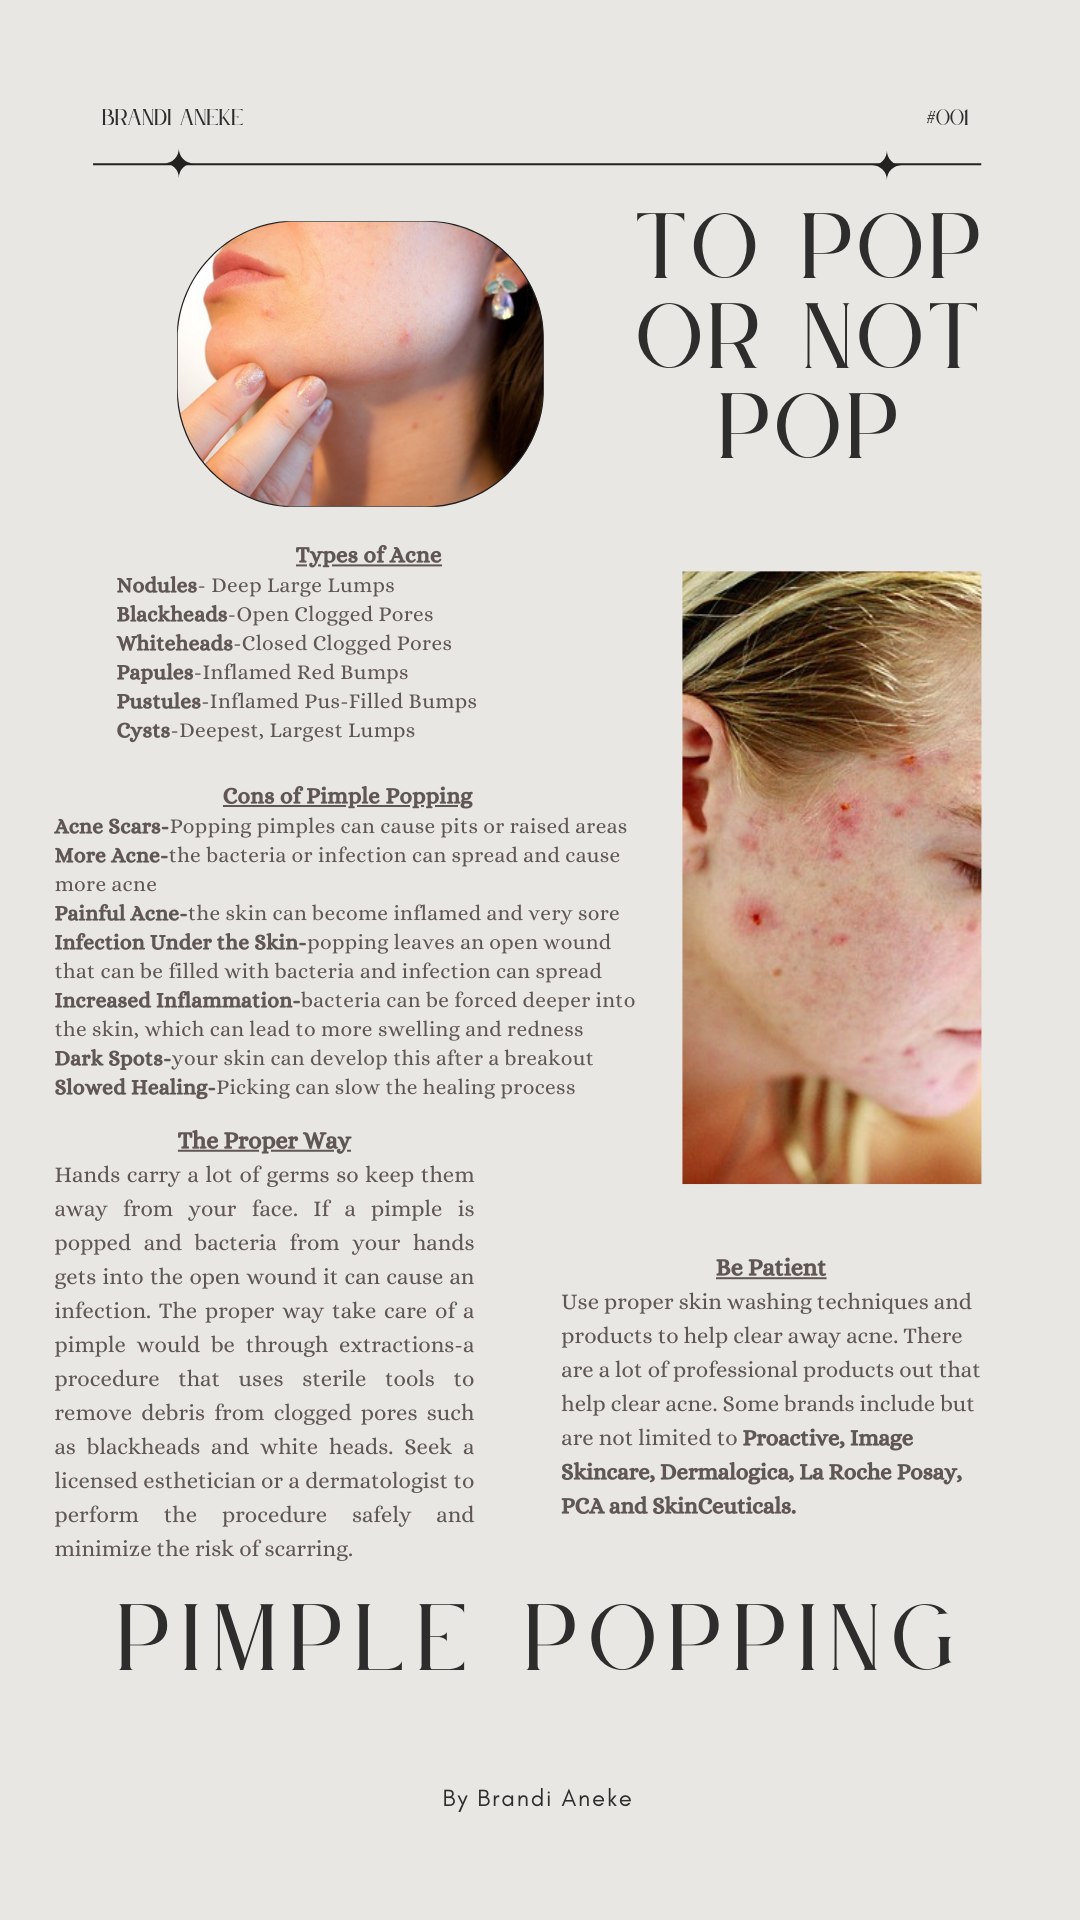 BRANDI ANEKE
#001
TO POP
OR NOT
POP
Types of Acne
Nodules- Deep Large Lumps
Blackheads-Open Clogged Pores
Whiteheads-Closed Clogged Pores
Papules-Inflamed Red Bumps
Pustules-Inflamed Pus-Filled Bumps
Cysts-Deepest, Largest Lumps
Cons of Pimple Popping
Acne Scars-Popping pimples can cause pits or raised areas
More Acne-the bacteria or infection can spread and cause
more acne
Painful Acne-the skin can become inflamed and very sore
Infection Under the Skin-popping leaves an open wound
that can be filled with bacteria and infection can spread
Increased Inflammation-bacteria can be forced deeper into
the skin, which can lead to more swelling and redness
Dark Spots-your skin can develop this after a breakout
Slowed Healing-Picking can slow the healing process
The Proper Way
Hands carry a lot of germs so keep them
away from your face. If a pimple is
popped and bacteria from your hands
gets into the open wound it can cause an
infection. The proper way take care of a
pimple would be through extractions-a
procedure that uses sterile tools to
remove debris from clogged pores such
as blackheads and white heads. Seek a
licensed esthetician or a dermatologist to
perform the procedure safely and
minimize the risk of scarring.
Be Patient
Use proper skin washing techniques and
products to help clear away acne. There
are a lot of professional products out that
help clear acne. Some brands include but
are not limited to Proactive, Image
Skincare, Dermalogica, La Roche Posay,
PCA and SkinCeuticals.
PIMPLE POPPING
By Brandi Aneke